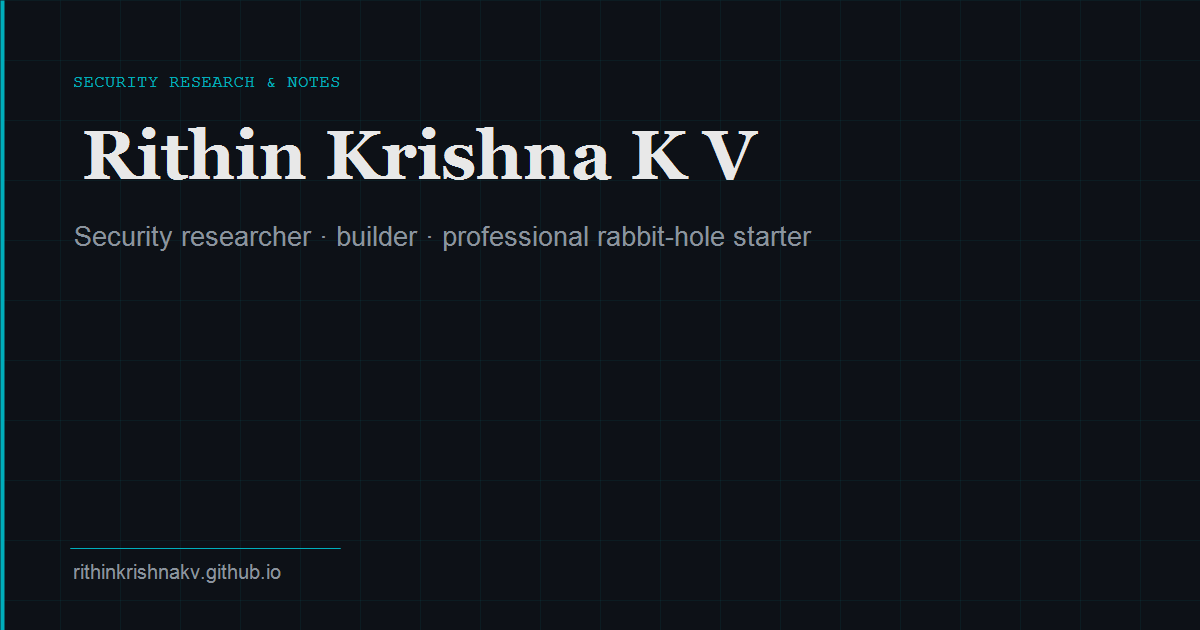 SECURITY RESEARCH & NOTES
Rithin Krishna K V
Security researcher · builder · professional rabbit-hole starter
rithinkrishnakv.github.io